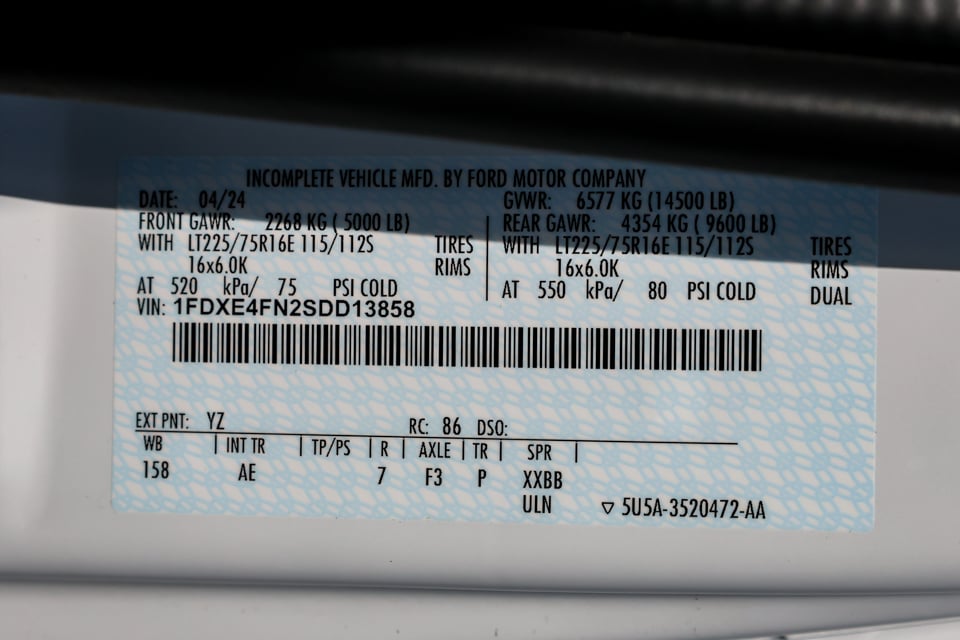 INCOMPLETE VEHICLE MFD. BY FORD MOTOR COMPANY
DATE: 04/24 GVWR: 6577 KG (14500 LB)
FRONT GAWR: 2268 KG ( 5000 LB) REAR GAWR: 4354 KG ( 9600 LB)
WITH LT225/75R16E 115/112S TIRES WITH LT225/75R16E 115/112S TIRES
16x6.0K RIMS 16x6.0K RIMS
AT 520 kPa/ 75 PSI COLD AT 550 kPa/ 80 PSI COLD DUAL
VIN: 1FDXE4FN2SDD13858
EXT PNT: YZ RC: 86 DSO:
WB INT TR TP/PS R AXLE TR SPR
158 AE 7 F3 P XXBB
ULN ▽ 5U5A-3520472-AA